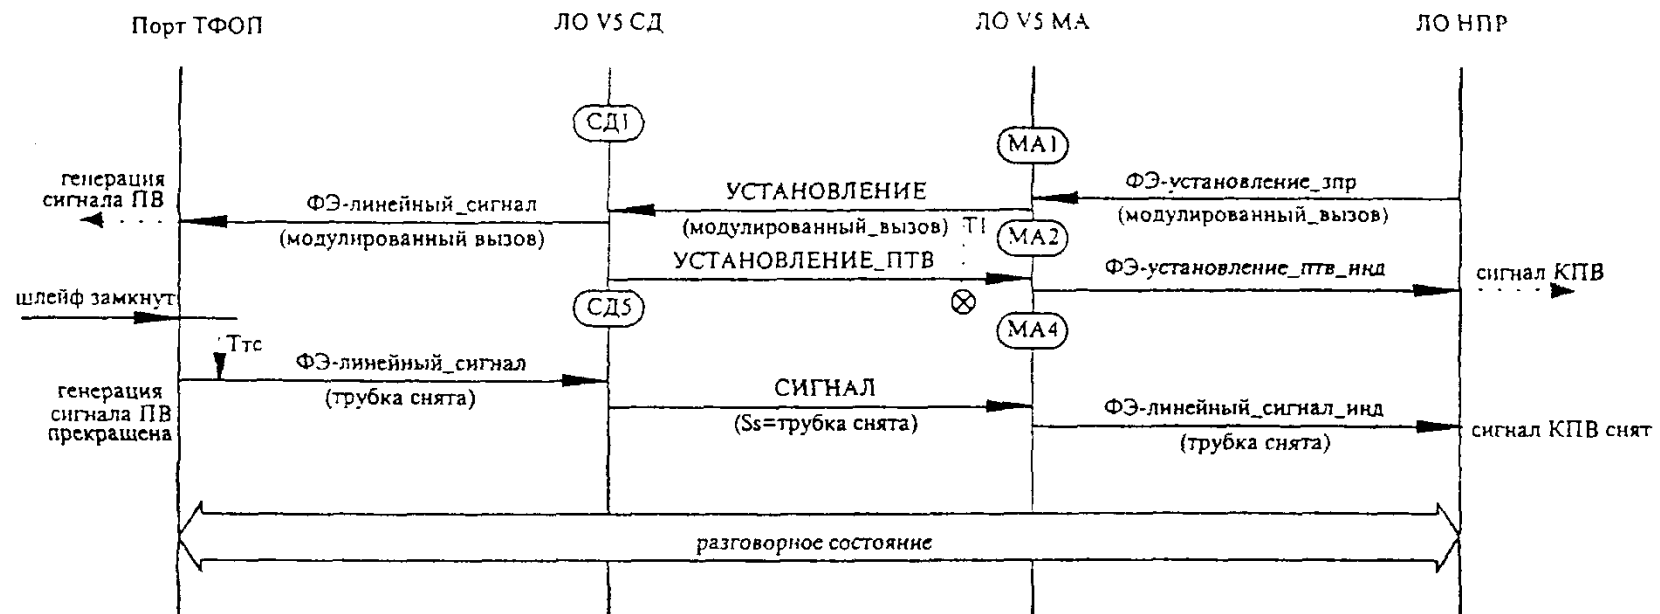 Порт ТФОП
ЛО V5 СД
ЛО V5 МА
ЛО НПР
СД1
МА1
генерация
сигнала ПВ
ФЭ-линейный_сигнал
(модулированный вызов)
УСТАНОВЛЕНИЕ
(модулированный_вызов)
Т1
ФЭ-установление_зпр
(модулированный_вызов)
МА2
УСТАНОВЛЕНИЕ_ПТВ
ФЭ-установление_птв_инд
сигнал КПВ
шлейф замкнут
СД5
МА4
Ттс
ФЭ-линейный_сигнал
(трубка снята)
генерация
сигнала ПВ
прекращена
СИГНАЛ
(Ss=трубка снята)
ФЭ-линейный_сигнал_инд
(трубка снята)
сигнал КПВ снят
разговорное состояние